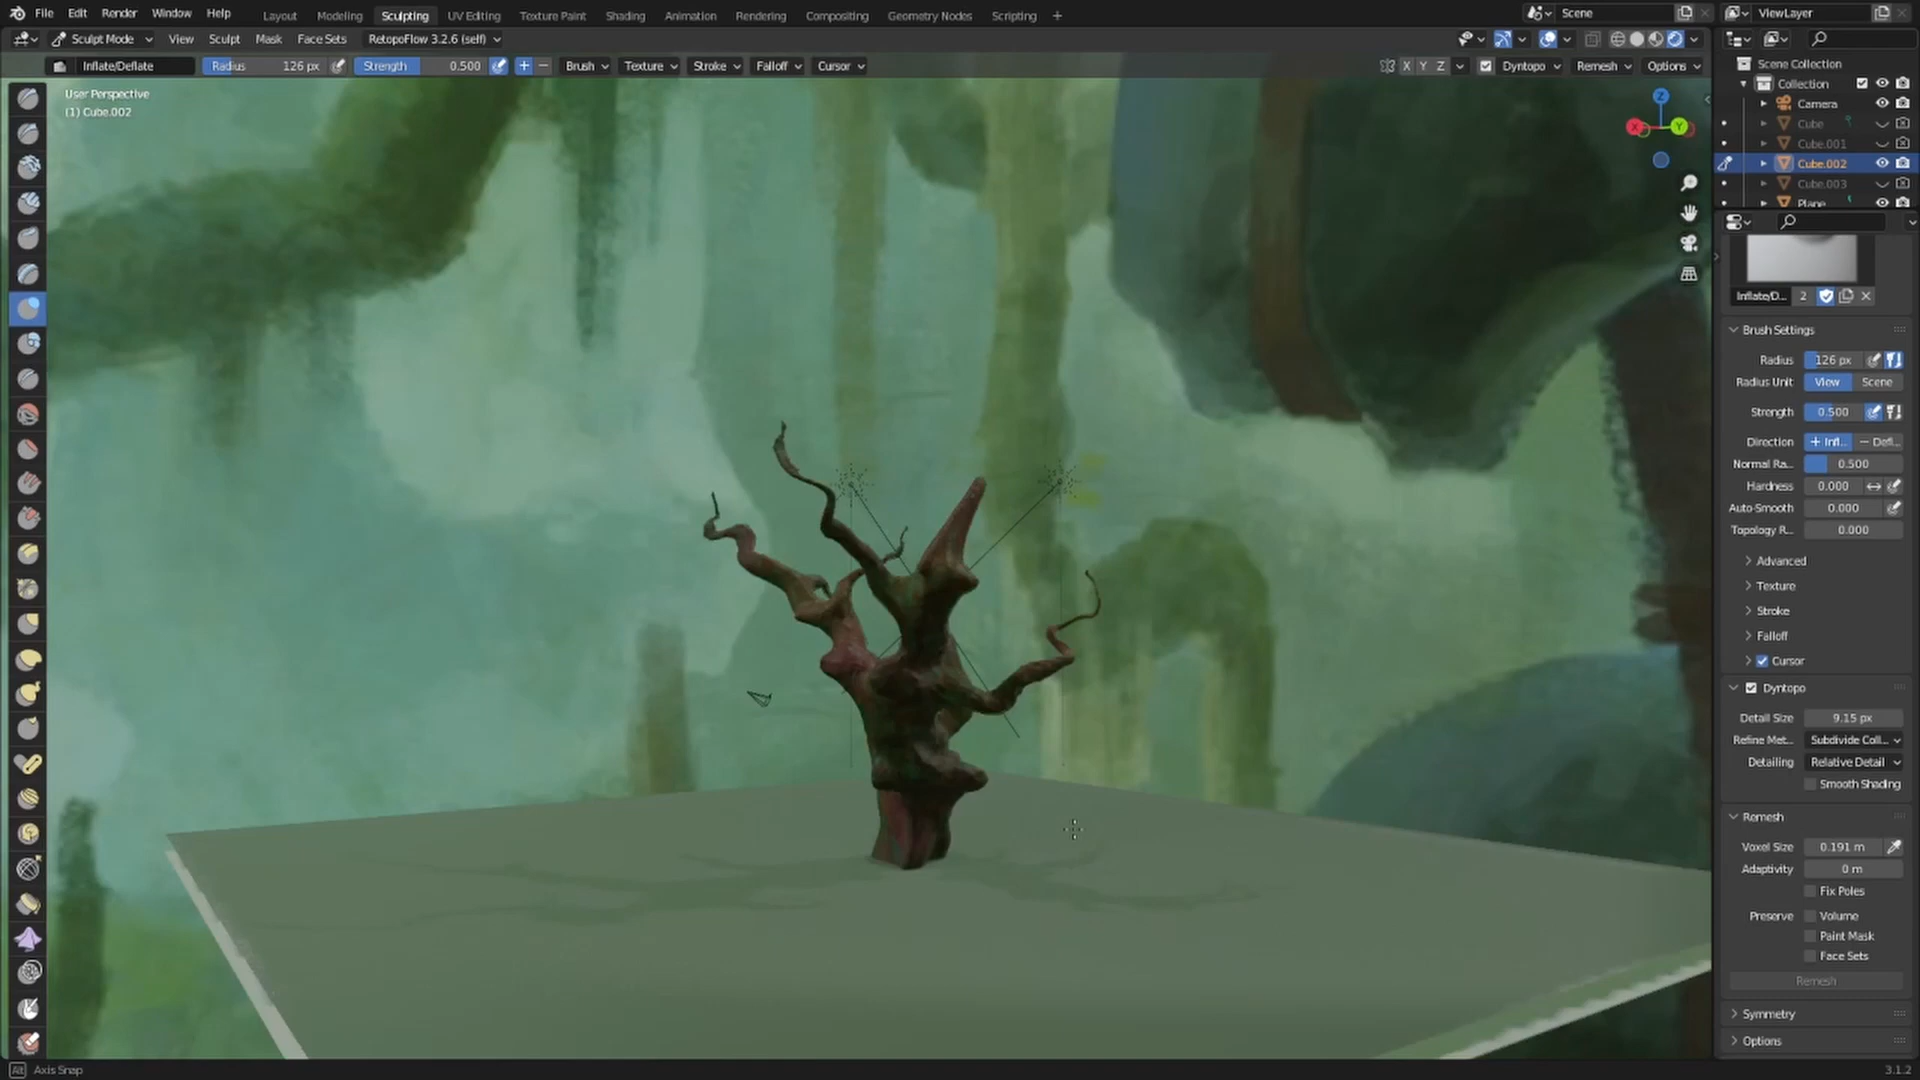 File Edit Render Window Help
Layout Modeling Sculpting UV Editing Texture Paint Shading Animation Rendering Compositing Geometry Nodes Scripting +
Scene
ViewLayer
Sculpt Mode View Sculpt Mask Face Sets RetopoFlow 3.2.6 (self)
Inflate/Deflate Radius 126 px Strength 0.500 + − Brush Texture Stroke Falloff Cursor
X Y Z Dyntopo Remesh Options
User Perspective
(1) Cube.002
Z
X Y
Scene Collection
Collection
Camera
Cube
Cube.001
Cube.002
Cube.003
Plane
Inflate/D... 2
Brush Settings
Radius 126 px
Radius Unit View Scene
Strength 0.500
Direction + Infl... − Defl...
Normal Ra... 0.500
Hardness 0.000
Auto-Smooth 0.000
Topology R... 0.000
Advanced
Texture
Stroke
Falloff
Cursor
Dyntopo
Detail Size 9.15 px
Refine Met... Subdivide Coll...
Detailing Relative Detail
Smooth Shading
Remesh
Voxel Size 0.191 m
Adaptivity 0 m
Fix Poles
Preserve Volume
Paint Mask
Face Sets
Remesh
Symmetry
Options
Alt Axis Snap
3.1.2